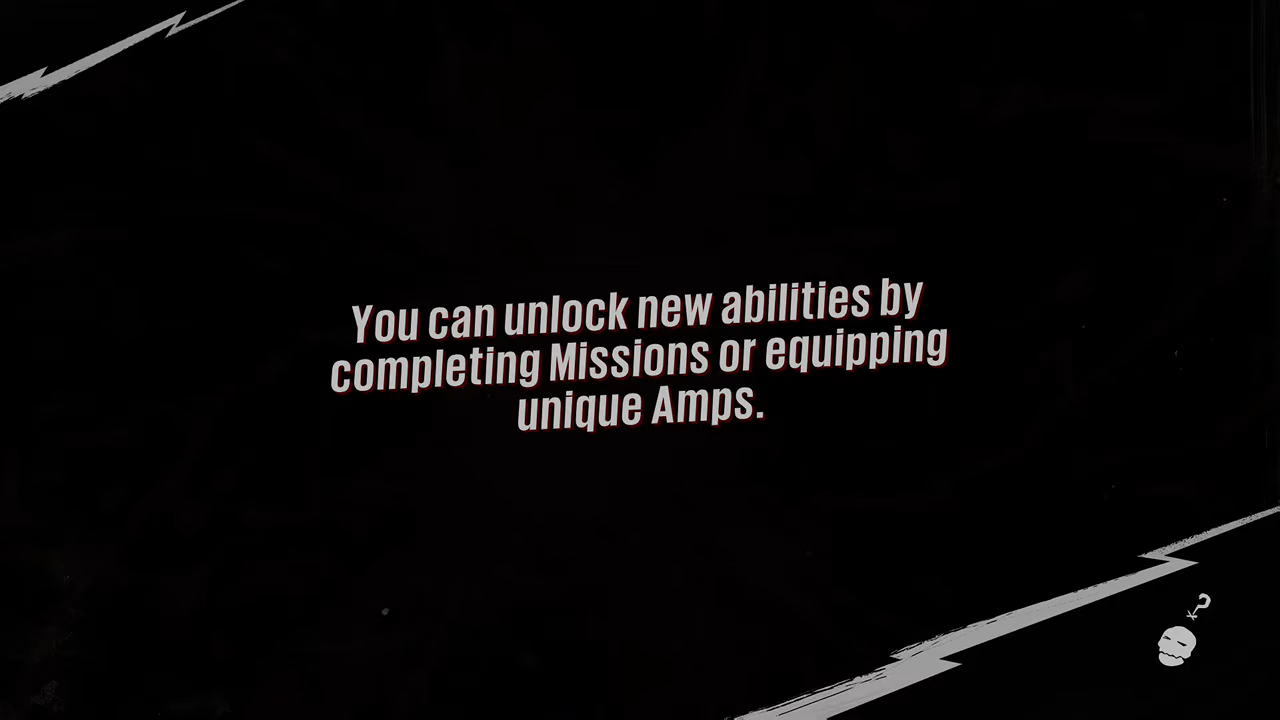 You can unlock new abilities by
completing Missions or equipping
unique Amps.